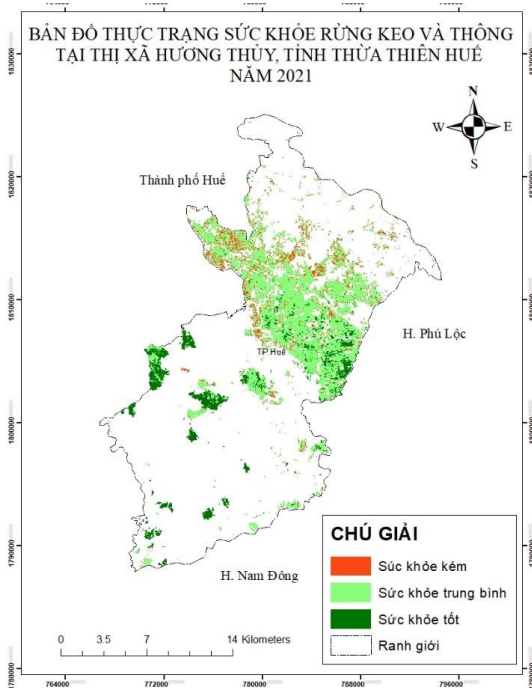 BẢN ĐỒ THỰC TRẠNG SỨC KHỎE RỪNG KEO VÀ THÔNG
TẠI THỊ XÃ HƯƠNG THỦY, TỈNH THỪA THIÊN HUẾ
NĂM 2021
N
W E
S
Thành phố Huế
H. Phú Lộc
TP Huế
H. Nam Đông
CHÚ GIẢI
Súc khỏe kém
Sức khỏe trung bình
Sức khỏe tốt
Ranh giới
0 3.5 7 14 Kilometers
1830000
1820000
1810000
1800000
1790000
1780000
764000 772000 780000 788000 796000